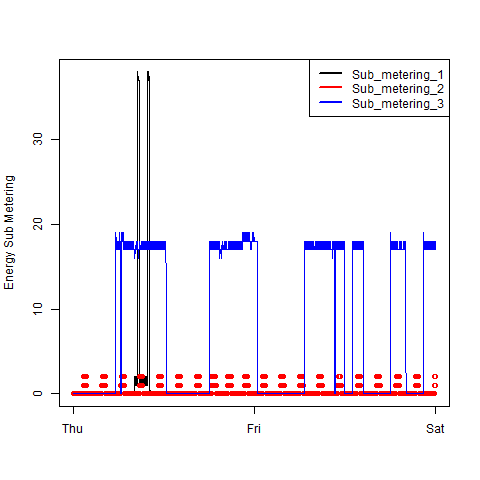 Sub_metering_1
Sub_metering_2
Sub_metering_3
Energy Sub Metering
30
20
10
0
Thu Fri Sat